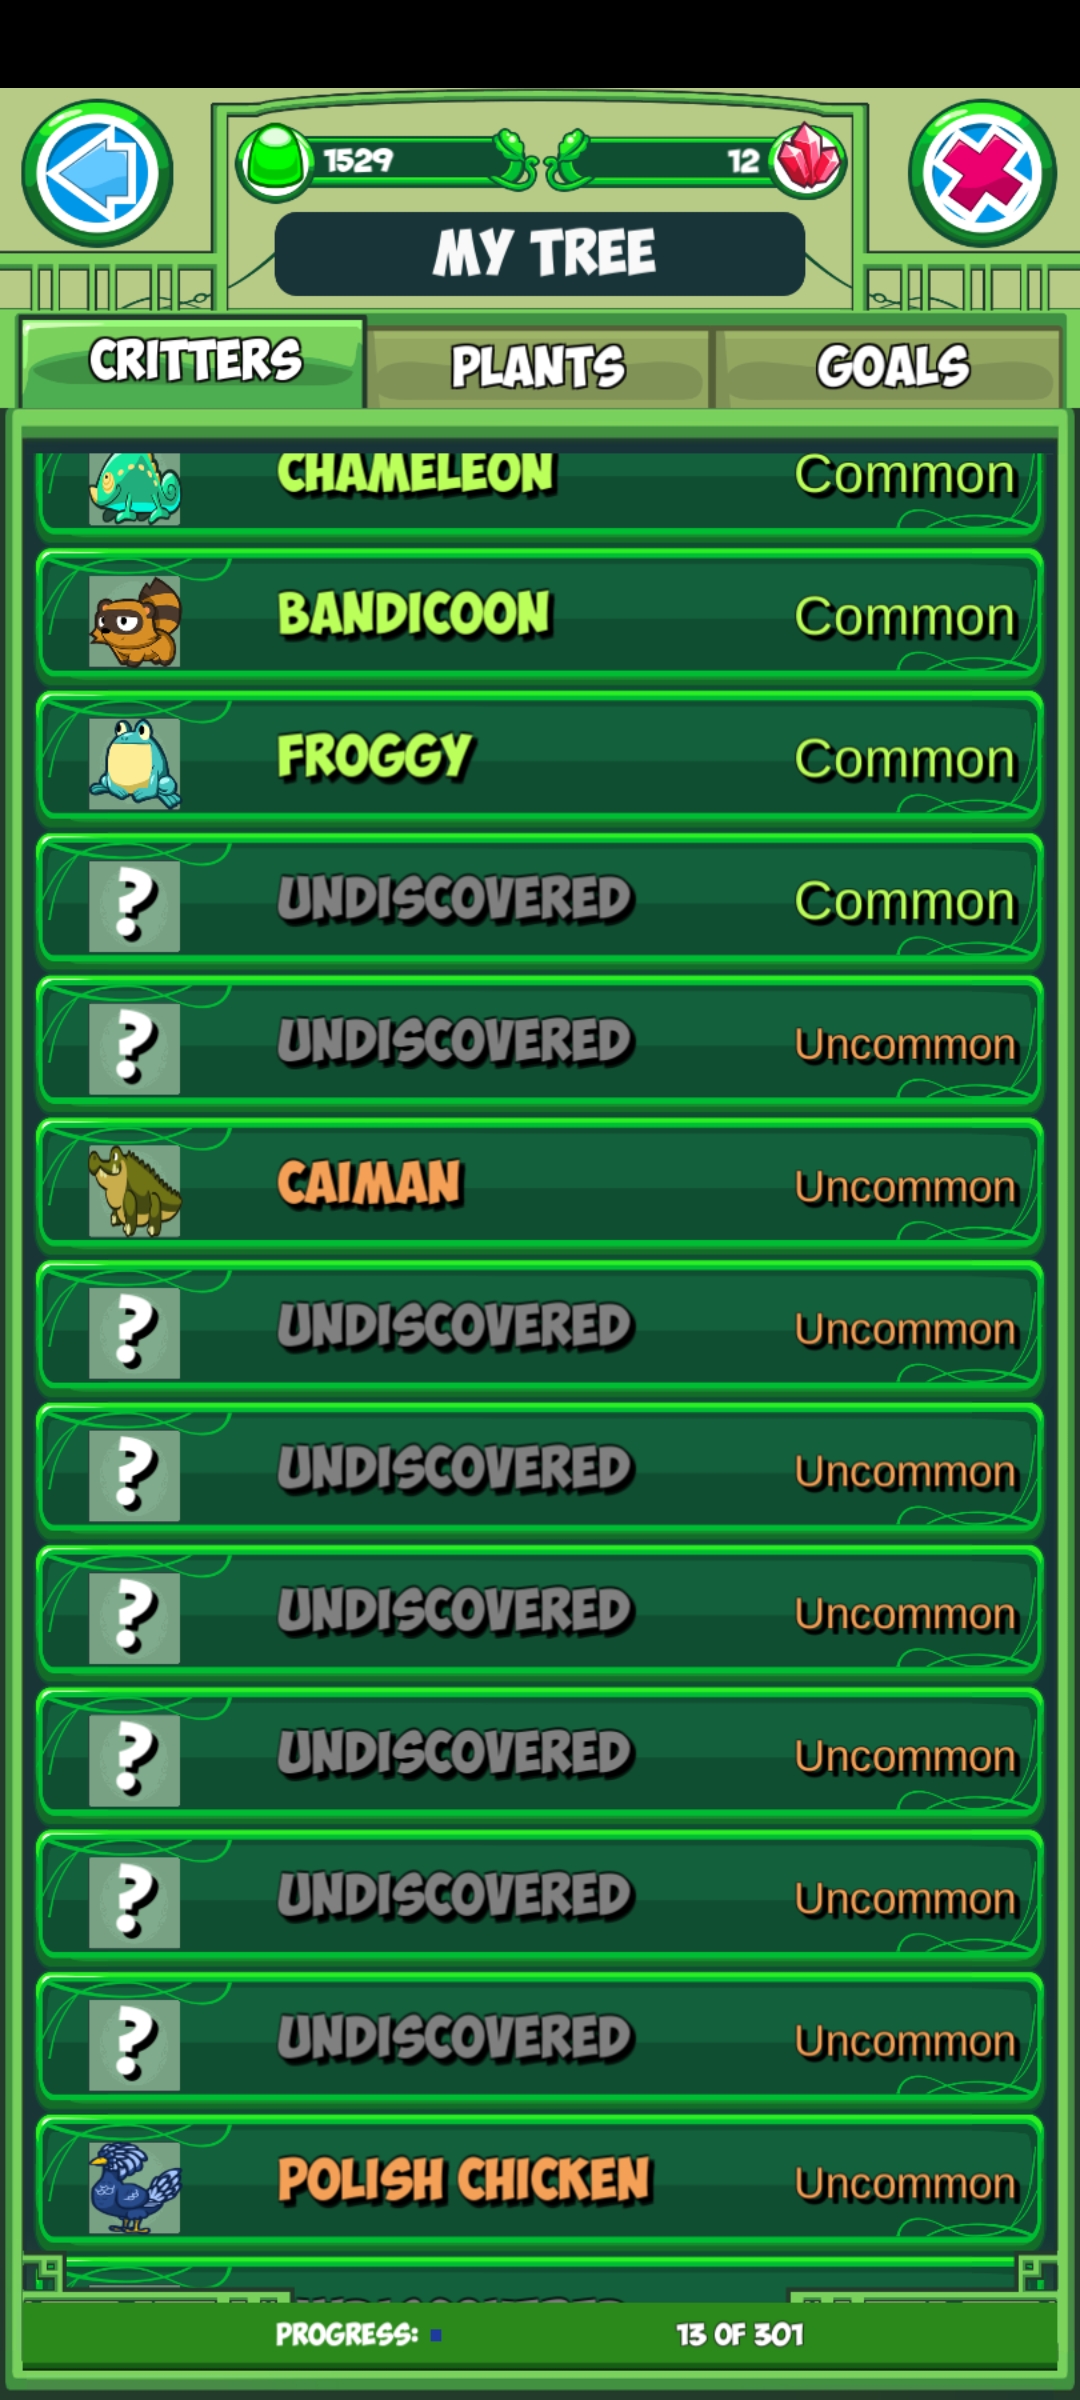 1529
12
MY TREE
CRITTERS
PLANTS
GOALS
CHAMELEON
Common
BANDICOON
Common
FROGGY
Common
?
UNDISCOVERED
Common
?
UNDISCOVERED
Uncommon
CAIMAN
Uncommon
?
UNDISCOVERED
Uncommon
?
UNDISCOVERED
Uncommon
?
UNDISCOVERED
Uncommon
?
UNDISCOVERED
Uncommon
?
UNDISCOVERED
Uncommon
?
UNDISCOVERED
Uncommon
POLISH CHICKEN
Uncommon
PROGRESS:
13 OF 301